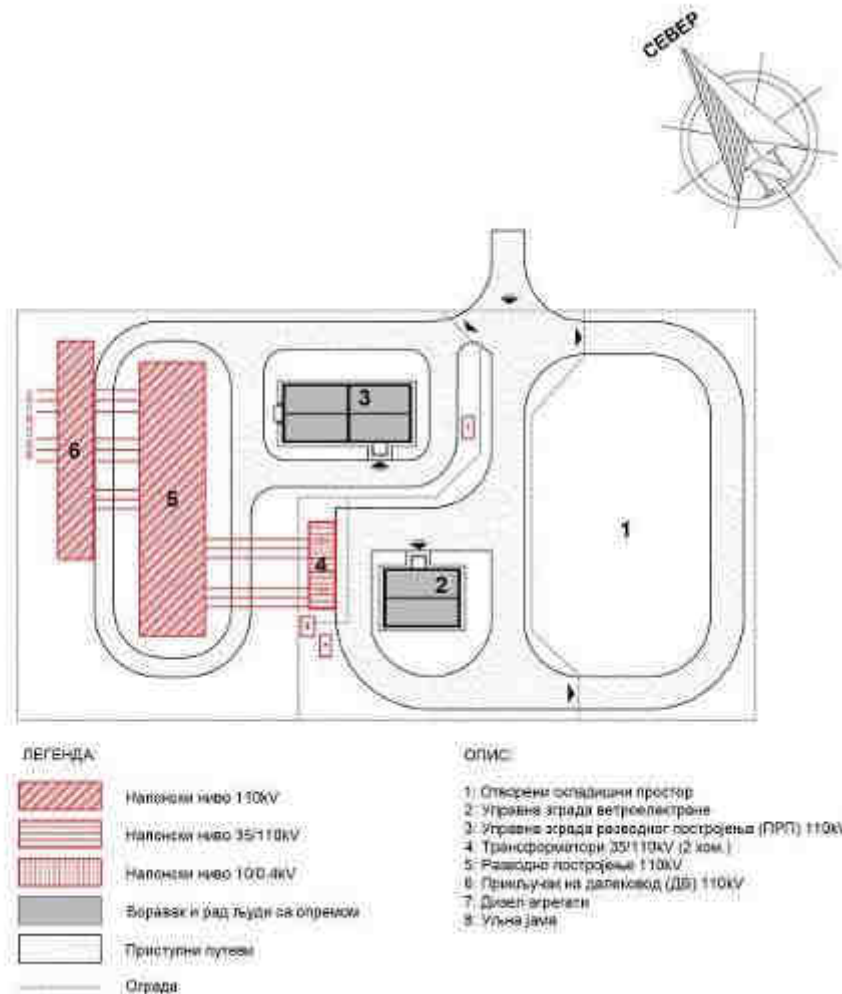 СЕВЕР
3
6
5
1
4
2
ЛЕГЕНДА:
Напонски ниво 110kV
Напонски ниво 35/110kV
Напонски ниво 10/0.4kV
Боравак и рад људи са опремом
Приступни путеви
Ограда
ОПИС:
1: Отворени складишни простор
2: Управна зграда ветроелектране
3: Управна зграда разводног постројења (ПРП) 110kV
4: Трансформатори 35/110kV (2 ком.)
5: Разводно постројење 110kV
6: Прикључак на далековод (ДВ) 110kV
7: Дизел агрегати
8: Уљна јама